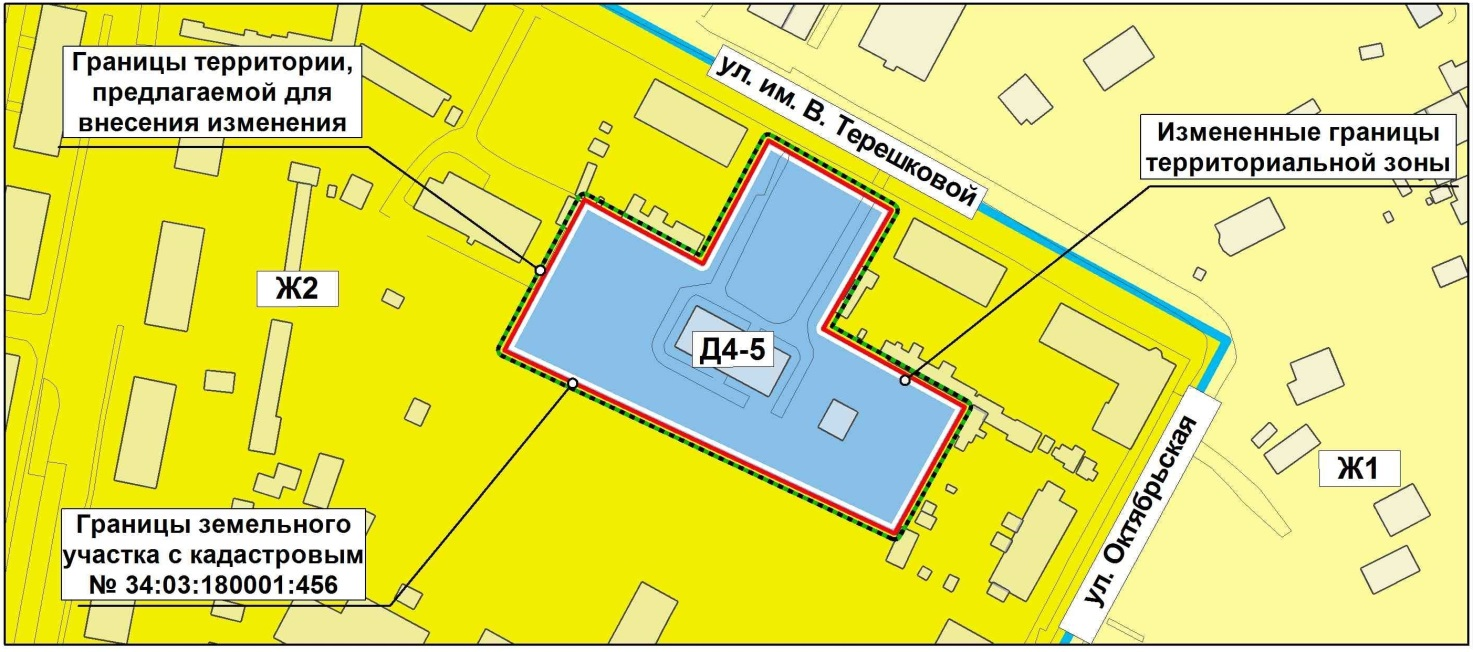 Границы территории,
предлагаемой для
внесения изменения
ул. им. В. Терешковой
Измененные границы
территориальной зоны
Ж2
Д4-5
ул. Октябрьская
Ж1
Границы земельного
участка с кадастровым
№ 34:03:180001:456